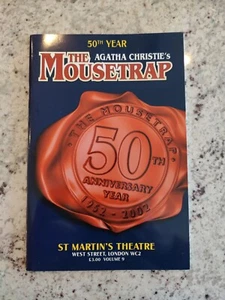 50TH YEAR
AGATHA CHRISTIE'S
THE
MOUSETRAP
THE MOUSETRAP
50TH
ANNIVERSARY
YEAR
1952-2002
ST MARTIN'S THEATRE
WEST STREET, LONDON WC2
£3.00 VOLUME 9